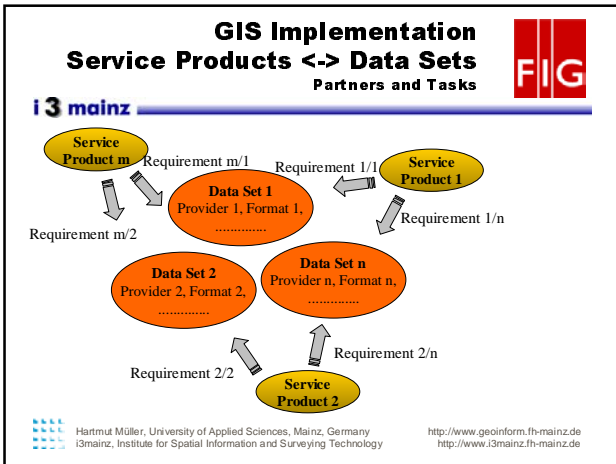 GIS Implementation
Service Products <-> Data Sets
Partners and Tasks
FIG
i3 mainz
Service
Product m
Requirement m/1
Requirement 1/1
Service
Product 1
Data Set 1
Provider 1, Format 1,
..............
Requirement m/2
Requirement 1/n
Data Set 2
Provider 2, Format 2,
..............
Data Set n
Provider n, Format n,
..............
Requirement 2/2
Requirement 2/n
Service
Product 2
Hartmut Müller, University of Applied Sciences, Mainz, Germany
i3mainz, Institute for Spatial Information and Surveying Technology
http://www.geoinform.fh-mainz.de
http://www.i3mainz.fh-mainz.de